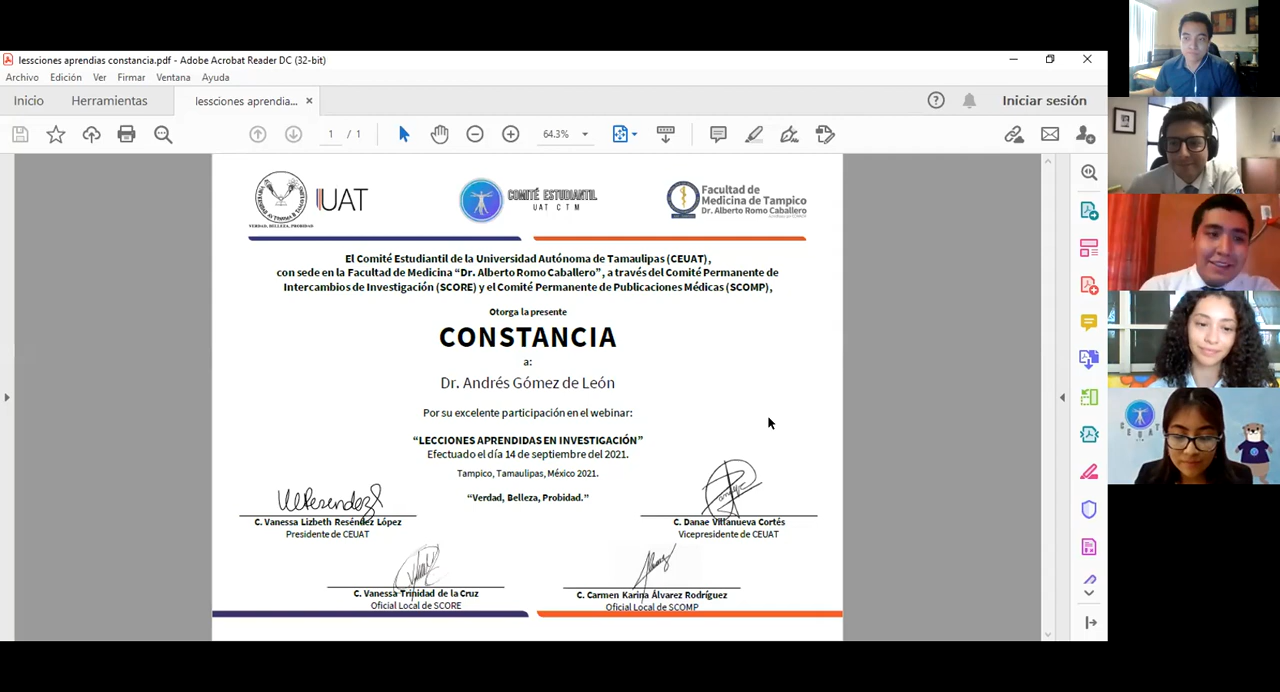 lessciones aprendias constancia.pdf - Adobe Acrobat Reader DC (32-bit)
Archivo Edición Ver Firmar Ventana Ayuda
Inicio Herramientas lessciones aprendia... × Iniciar sesión
1 / 1 64.3%
UAT
VERDAD, BELLEZA, PROBIDAD
COMITÉ ESTUDIANTIL
UAT CTM
Facultad de
Medicina de Tampico
Dr. Alberto Romo Caballero
El Comité Estudiantil de la Universidad Autónoma de Tamaulipas (CEUAT),
con sede en la Facultad de Medicina “Dr. Alberto Romo Caballero”, a través del Comité Permanente de
Intercambios de Investigación (SCORE) y el Comité Permanente de Publicaciones Médicas (SCOMP),
Otorga la presente
CONSTANCIA
a:
Dr. Andrés Gómez de León
Por su excelente participación en el webinar:
“LECCIONES APRENDIDAS EN INVESTIGACIÓN”
Efectuado el día 14 de septiembre del 2021.
Tampico, Tamaulipas, México 2021.
“Verdad, Belleza, Probidad.”
C. Vanessa Lizbeth Reséndez López
Presidente de CEUAT
C. Danae Villanueva Cortés
Vicepresidente de CEUAT
C. Vanessa Trinidad de la Cruz
Oficial Local de SCORE
C. Carmen Karina Álvarez Rodríguez
Oficial Local de SCOMP
CEUAT